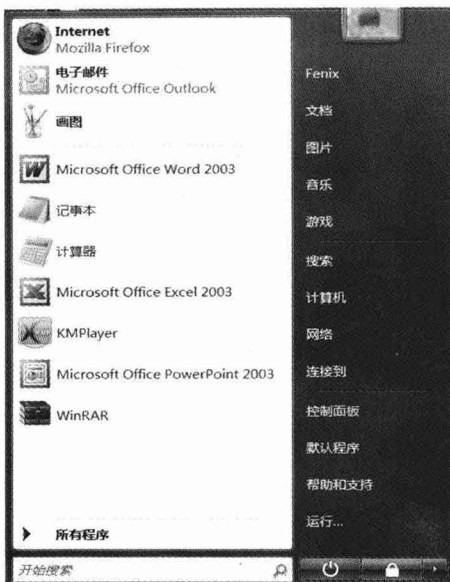 Internet
Mozilla Firefox
电子邮件
Microsoft Office Outlook
画图
Microsoft Office Word 2003
记事本
计算器
Microsoft Office Excel 2003
KMPlayer
Microsoft Office PowerPoint 2003
WinRAR
所有程序
开始搜索
Fenix
文档
图片
音乐
游戏
搜索
计算机
网络
连接到
控制面板
默认程序
帮助和支持
运行...